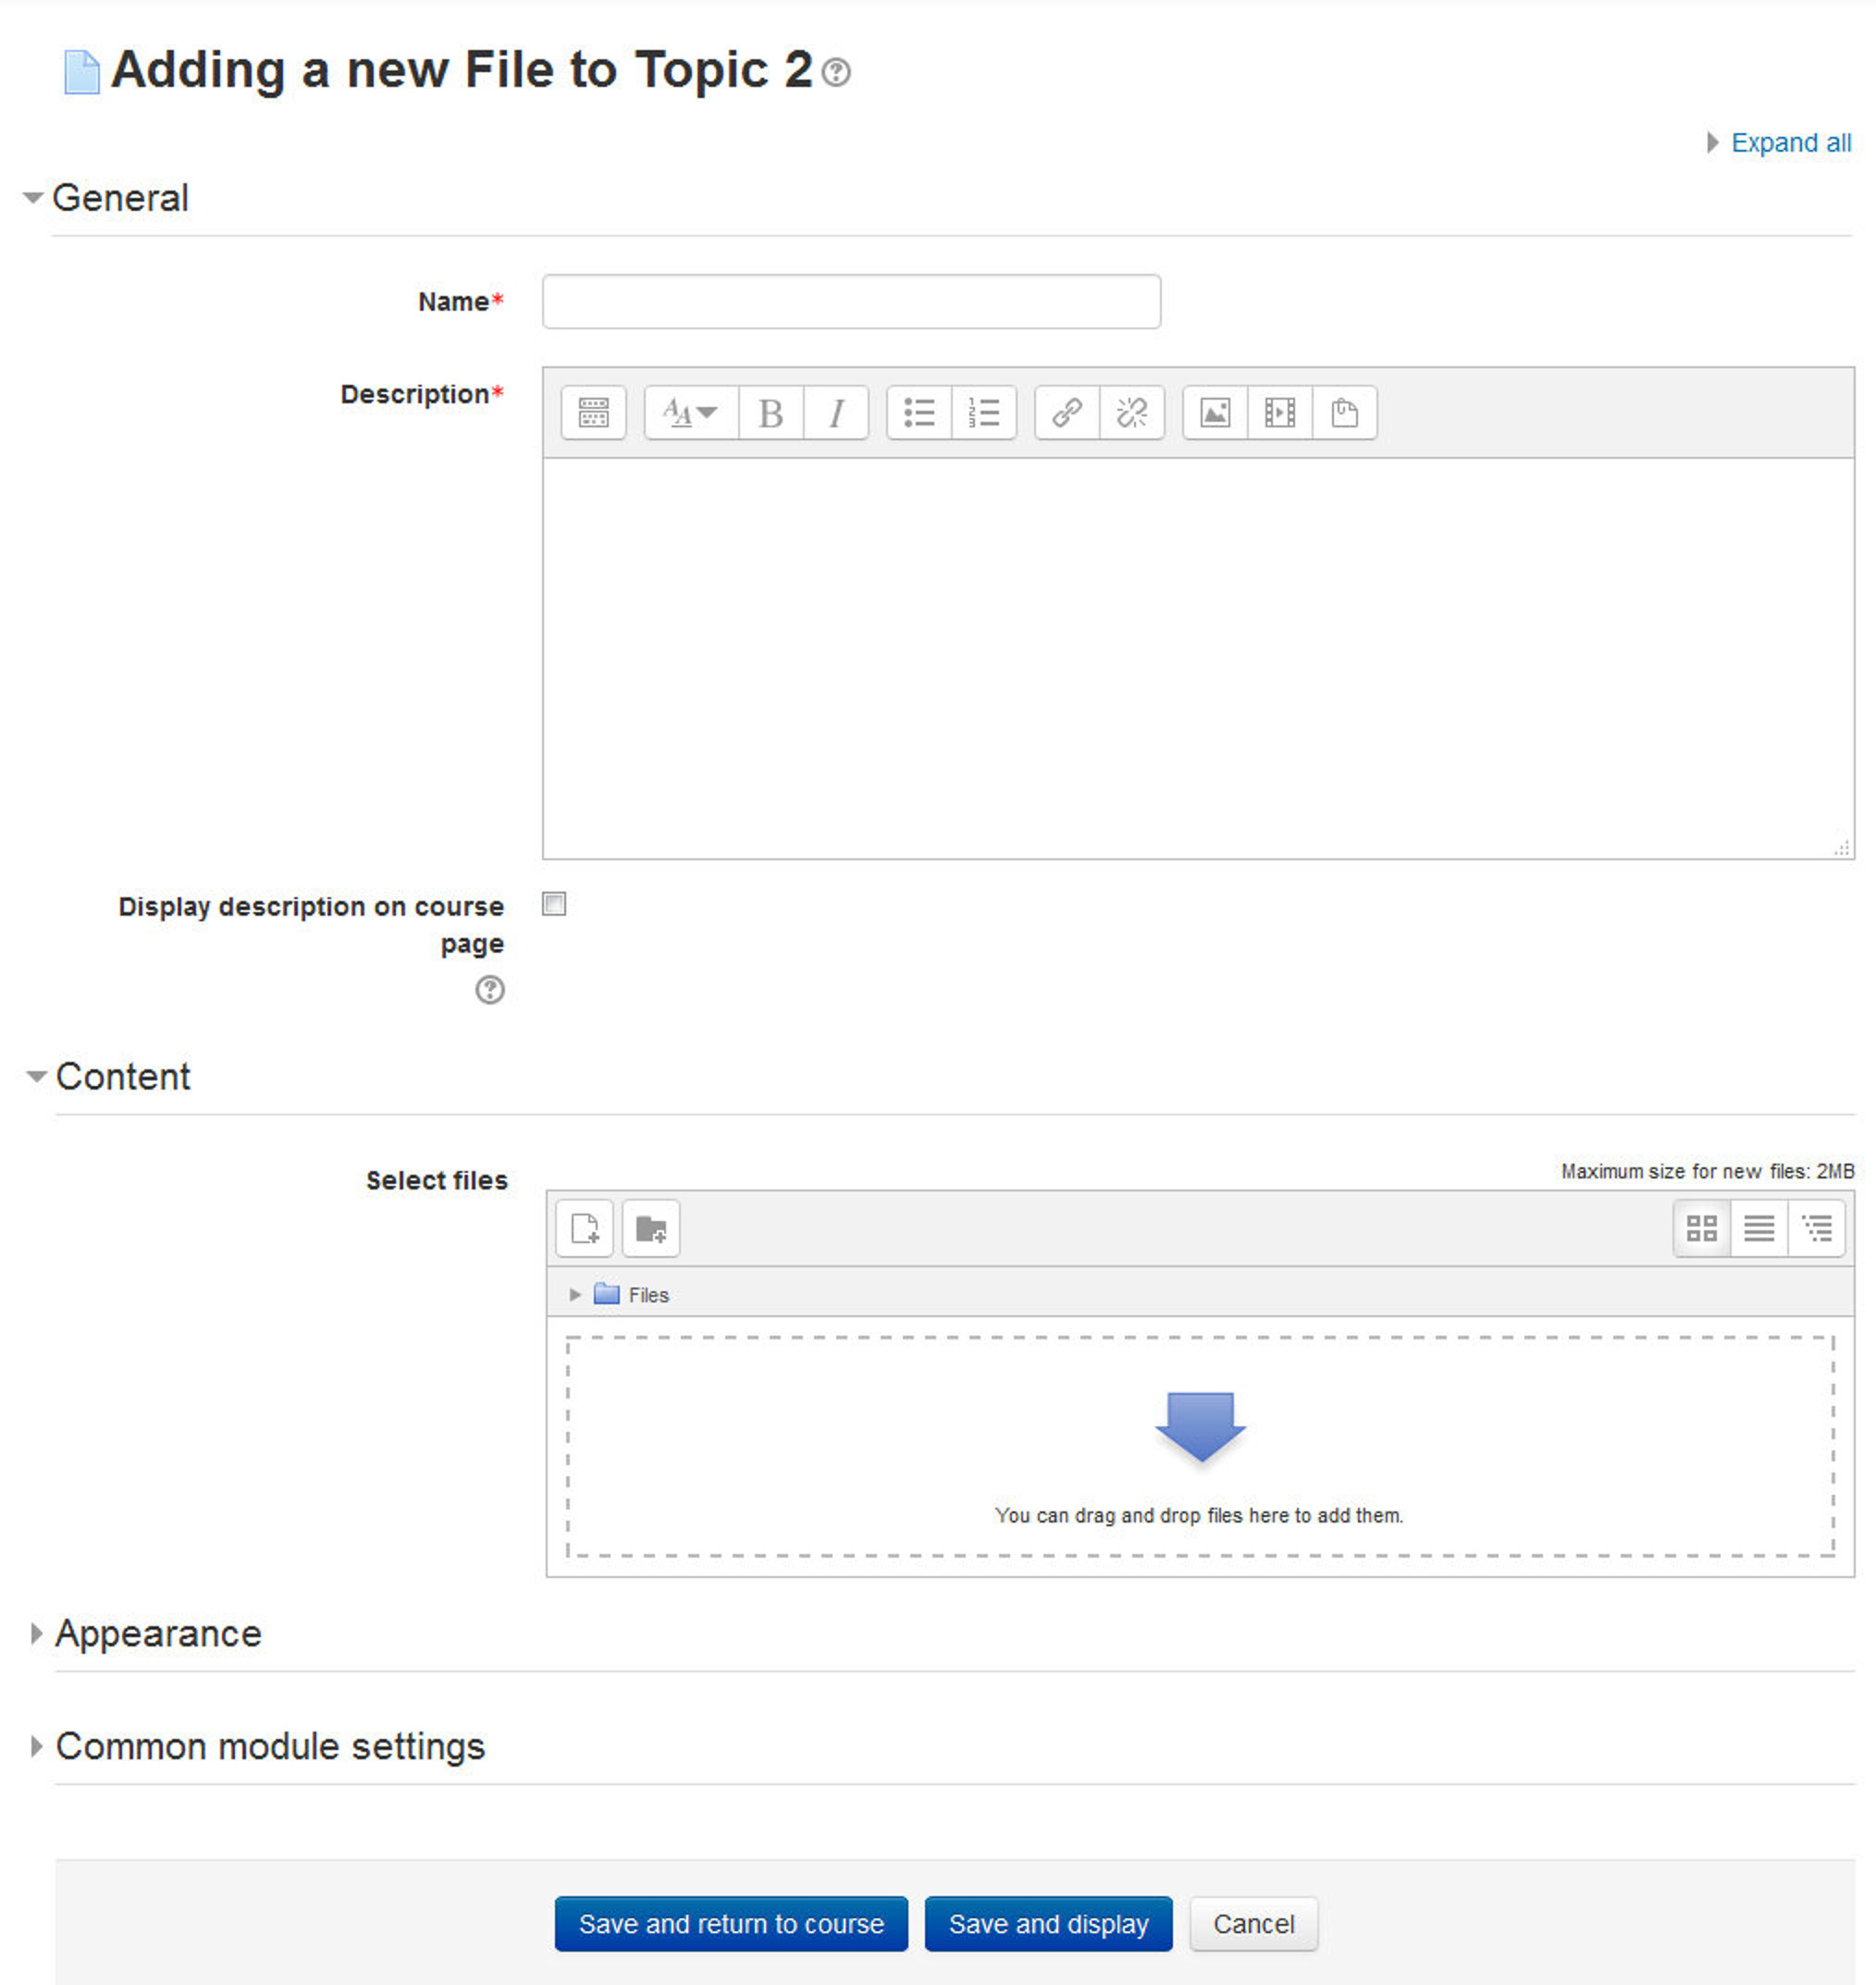 Adding a new File to Topic 2
Expand all
General
Name*
Description*
Display description on course
page
Content
Select files
Maximum size for new files: 2MB
Files
You can drag and drop files here to add them.
Appearance
Common module settings
Save and return to course Save and display Cancel